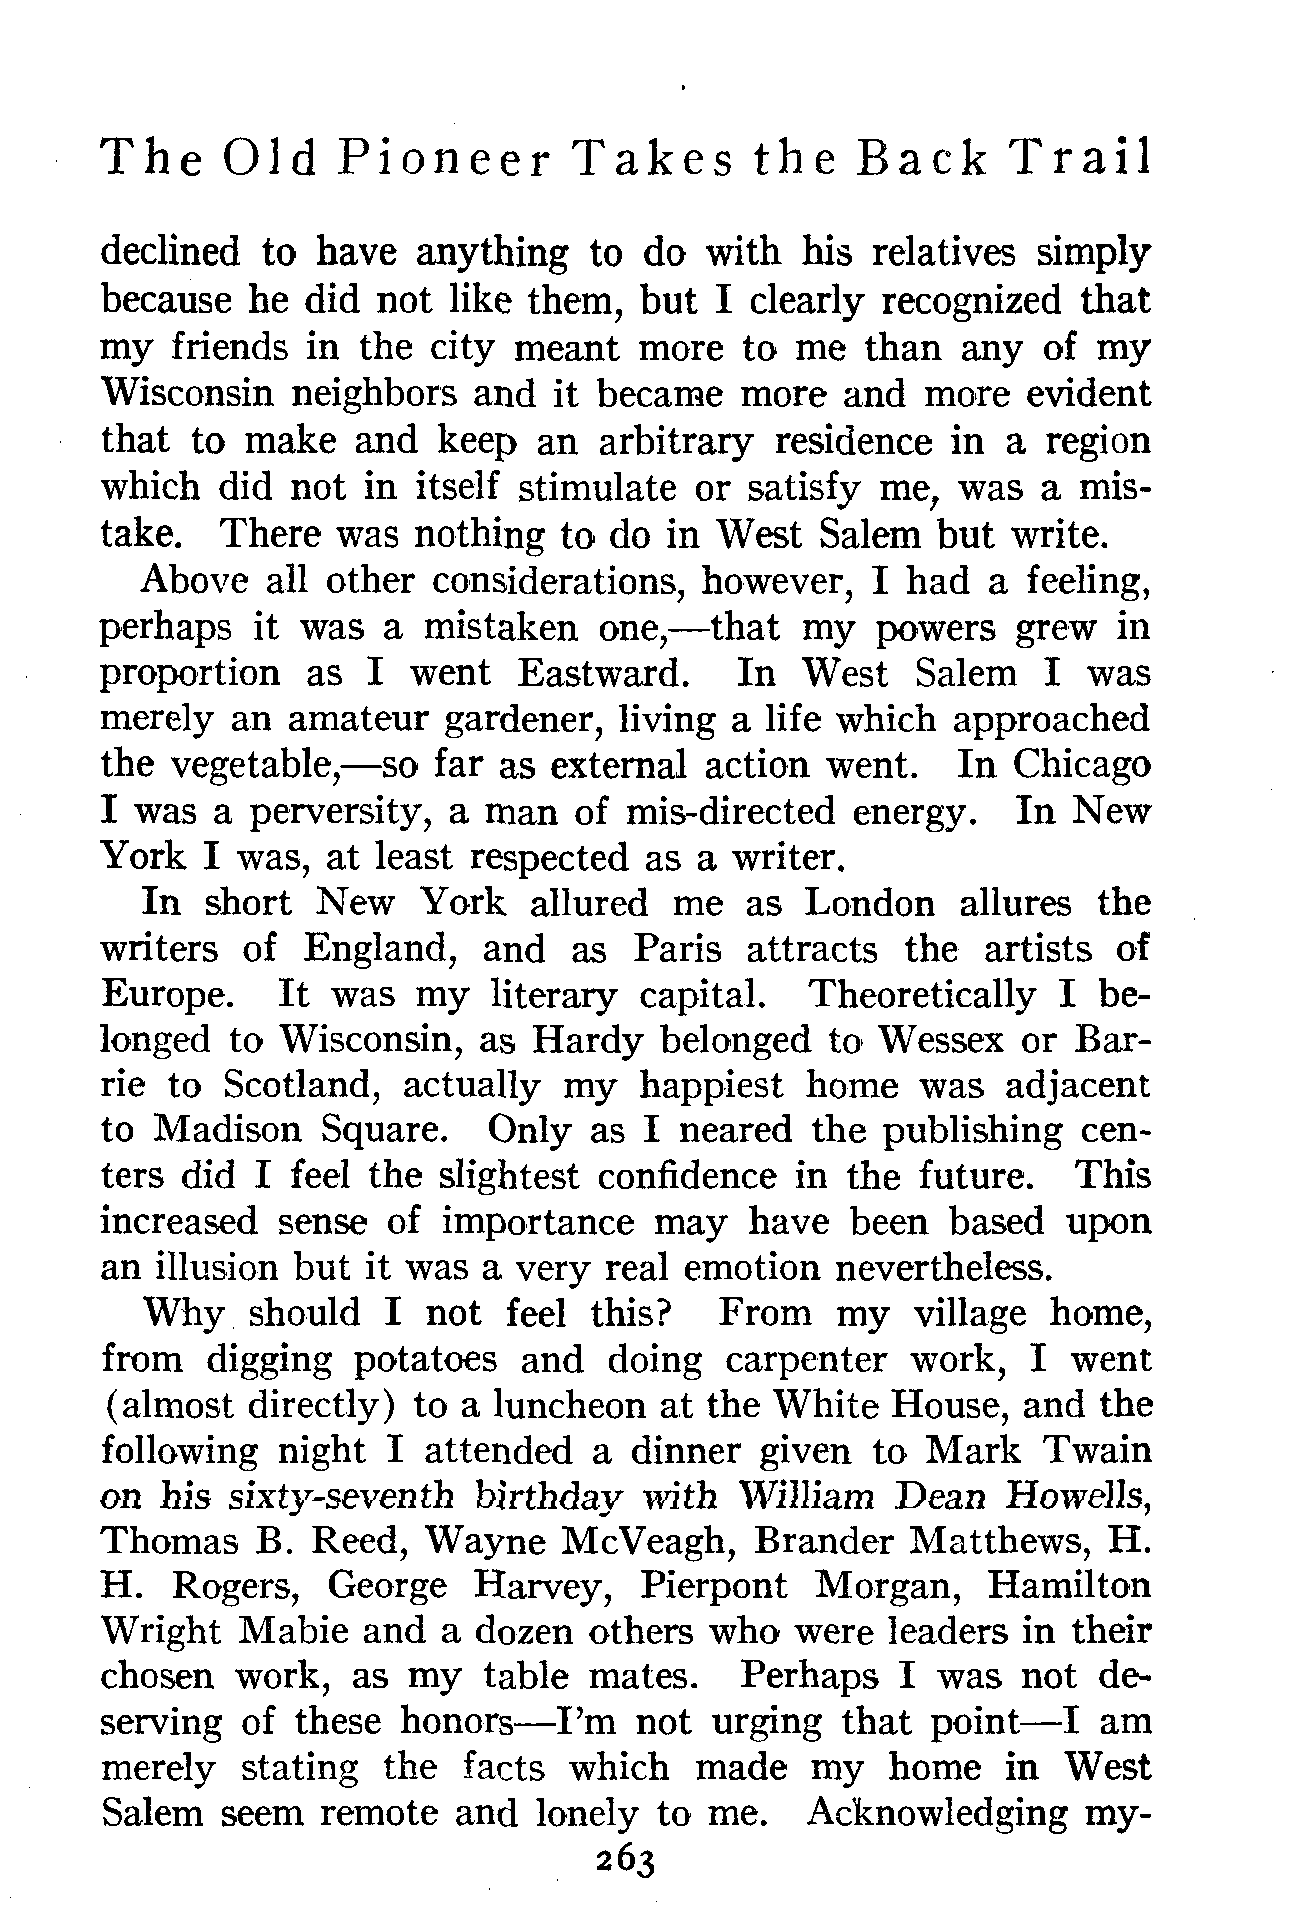 The Old Pioneer Takes the Back Trail
declined to have anything to do with his relatives simply
because he did not like them, but I clearly recognized that
my friends in the city meant more to me than any of my
Wisconsin neighbors and it became more and more evident
that to make and keep an arbitrary residence in a region
which did not in itself stimulate or satisfy me, was a mis-
take. There was nothing to do in West Salem but write.
Above all other considerations, however, I had a feeling,
perhaps it was a mistaken one,—that my powers grew in
proportion as I went Eastward. In West Salem I was
merely an amateur gardener, living a life which approached
the vegetable,—so far as external action went. In Chicago
I was a perversity, a man of mis-directed energy. In New
York I was, at least respected as a writer.
In short New York allured me as London allures the
writers of England, and as Paris attracts the artists of
Europe. It was my literary capital. Theoretically I be-
longed to Wisconsin, as Hardy belonged to Wessex or Bar-
rie to Scotland, actually my happiest home was adjacent
to Madison Square. Only as I neared the publishing cen-
ters did I feel the slightest confidence in the future. This
increased sense of importance may have been based upon
an illusion but it was a very real emotion nevertheless.
Why should I not feel this? From my village home,
from digging potatoes and doing carpenter work, I went
(almost directly) to a luncheon at the White House, and the
following night I attended a dinner given to Mark Twain
on his sixty-seventh birthday with William Dean Howells,
Thomas B. Reed, Wayne McVeagh, Brander Matthews, H.
H. Rogers, George Harvey, Pierpont Morgan, Hamilton
Wright Mabie and a dozen others who were leaders in their
chosen work, as my table mates. Perhaps I was not de-
serving of these honors—I'm not urging that point—I am
merely stating the facts which made my home in West
Salem seem remote and lonely to me. Acknowledging my-
263